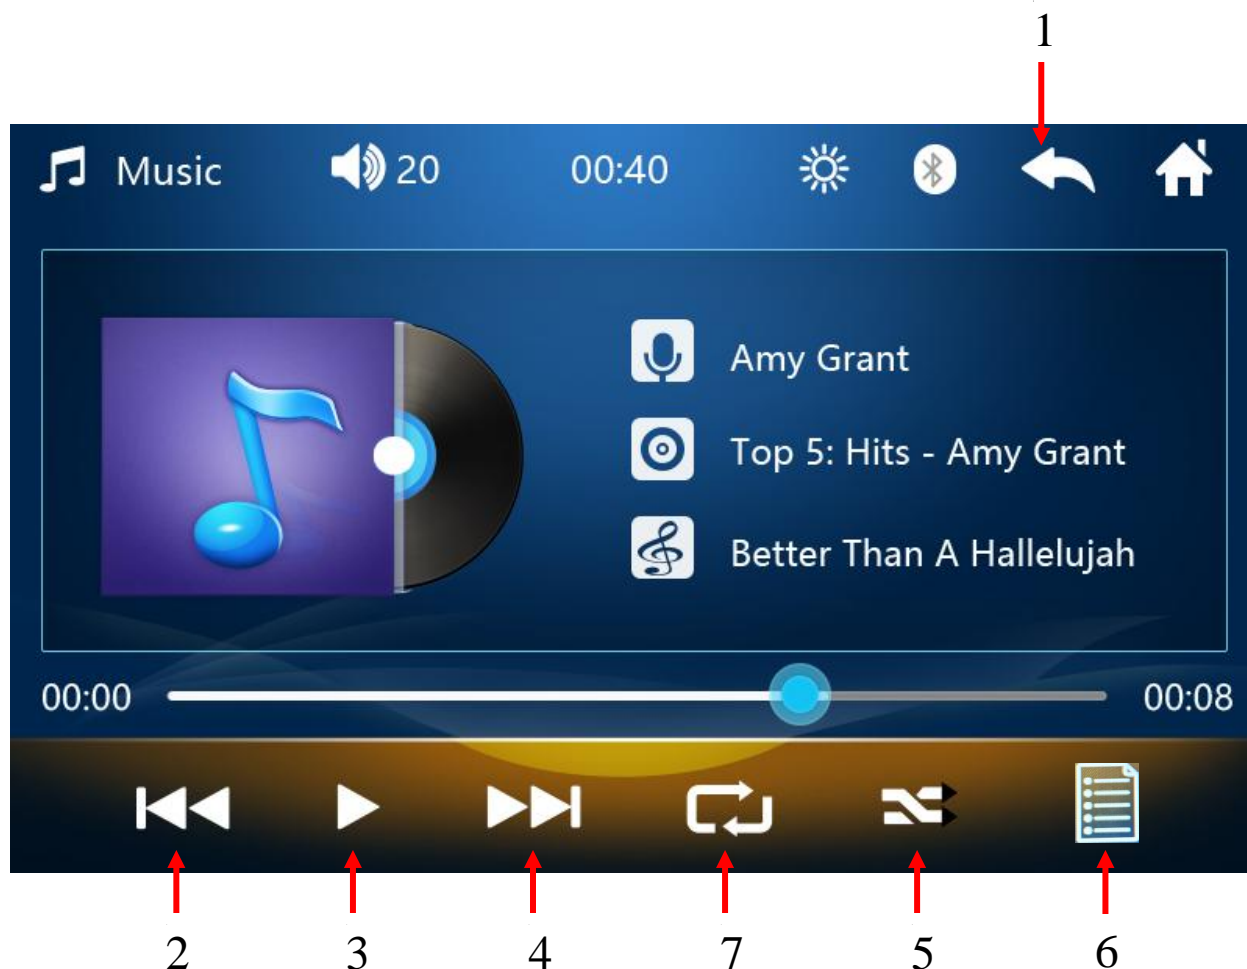 1
Music 20 00:40
Amy Grant
Top 5: Hits - Amy Grant
Better Than A Hallelujah
00:00 00:08
2 3 4 7 5 6